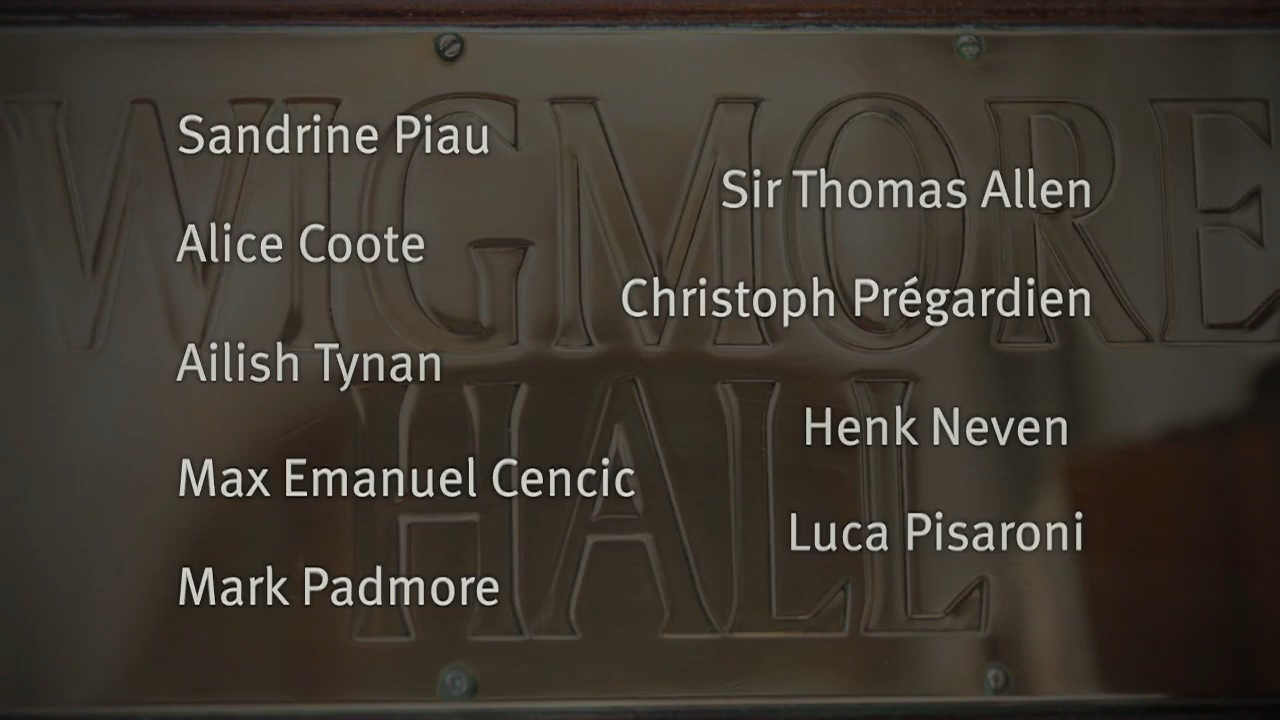 WIGMORE
HALL
Sandrine Piau
Sir Thomas Allen
Alice Coote
Christoph Prégardien
Ailish Tynan
Henk Neven
Max Emanuel Cencic
Luca Pisaroni
Mark Padmore